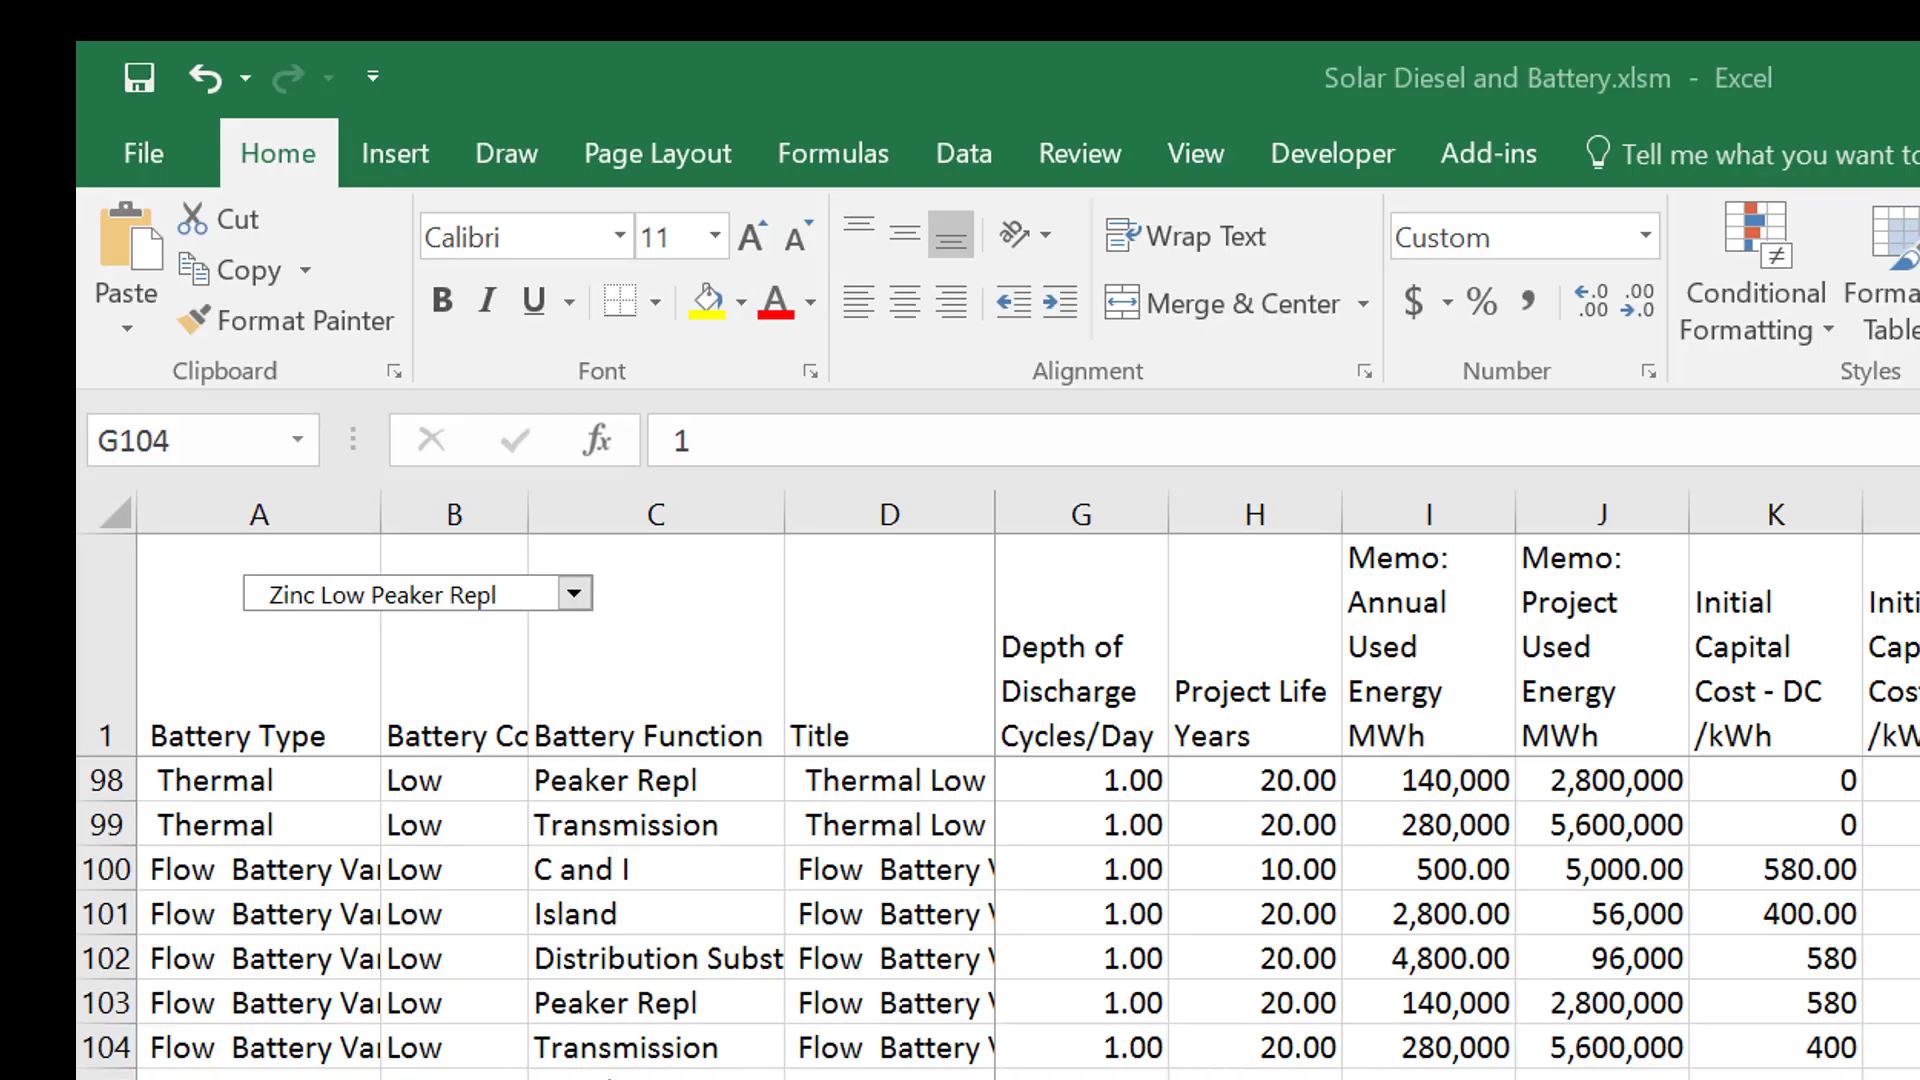 Solar Diesel and Battery.xlsm - Excel
File Home Insert Draw Page Layout Formulas Data Review View Developer Add-ins Tell me what you want to
Paste
Cut
Copy
Format Painter
Clipboard
Calibri 11
B I U
Font
Wrap Text
Merge & Center
Alignment
Custom
$ %
Number
Conditional
Formatting
Styles
G104 fx 1
A B C D G H I J K
Zinc Low Peaker Repl
1 Battery Type Battery Co Battery Function Title
Depth of
Discharge
Cycles/Day
Project Life
Years
Memo:
Annual
Used
Energy
MWh
Memo:
Project
Used
Energy
MWh
Initial
Capital
Cost - DC
/kWh
98 Thermal Low Peaker Repl Thermal Low 1.00 20.00 140,000 2,800,000 0
99 Thermal Low Transmission Thermal Low 1.00 20.00 280,000 5,600,000 0
100 Flow Battery Va Low C and I Flow Battery 1.00 10.00 500.00 5,000.00 580.00
101 Flow Battery Va Low Island Flow Battery 1.00 20.00 2,800.00 56,000 400.00
102 Flow Battery Va Low Distribution Subst Flow Battery 1.00 20.00 4,800.00 96,000 580
103 Flow Battery Va Low Peaker Repl Flow Battery 1.00 20.00 140,000 2,800,000 580
104 Flow Battery Va Low Transmission Flow Battery 1.00 20.00 280,000 5,600,000 400